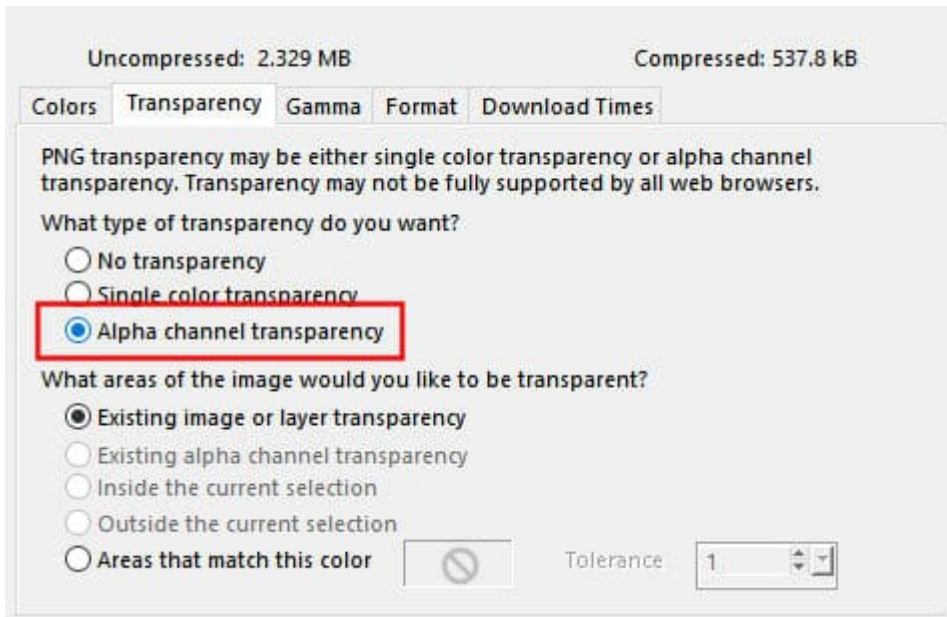 Uncompressed: 2.329 MB Compressed: 537.8 kB
Colors Transparency Gamma Format Download Times
PNG transparency may be either single color transparency or alpha channel
transparency. Transparency may not be fully supported by all web browsers.
What type of transparency do you want?
No transparency
Single color transparency
Alpha channel transparency
What areas of the image would you like to be transparent?
Existing image or layer transparency
Existing alpha channel transparency
Inside the current selection
Outside the current selection
Areas that match this color Tolerance 1